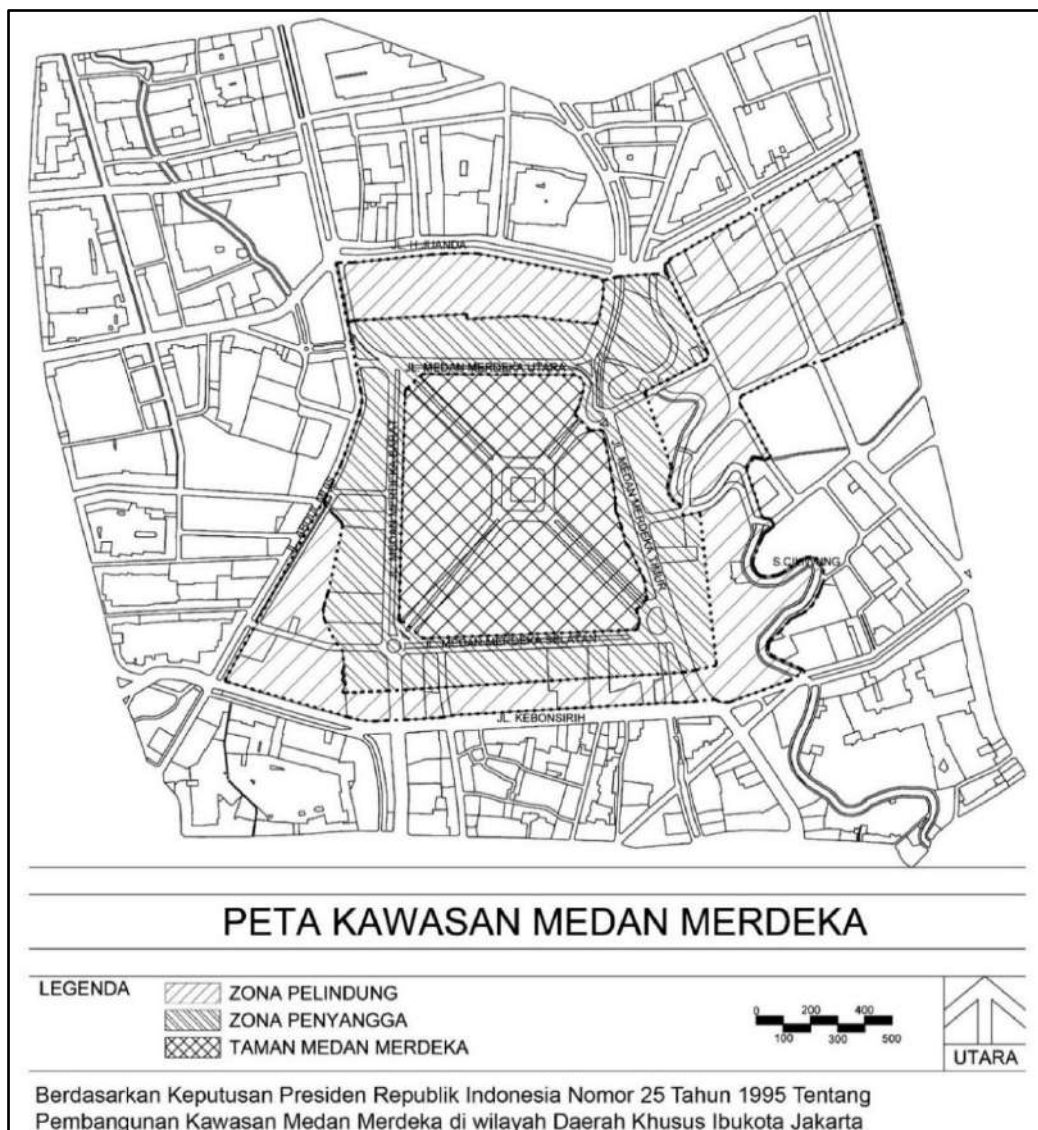 JL. H.JUANDA
JL. MEDAN MERDEKA UTARA
JL. MEDAN MERDEKA TIMUR
S.CILIWUNG
JL. MEDAN MERDEKA SELATAN
JL. KEBONSIRIH
PETA KAWASAN MEDAN MERDEKA
LEGENDA
ZONA PELINDUNG
ZONA PENYANGGA
TAMAN MEDAN MERDEKA
0 200 400
100 300 500
UTARA
Berdasarkan Keputusan Presiden Republik Indonesia Nomor 25 Tahun 1995 Tentang
Pembangunan Kawasan Medan Merdeka di wilayah Daerah Khusus Ibukota Jakarta